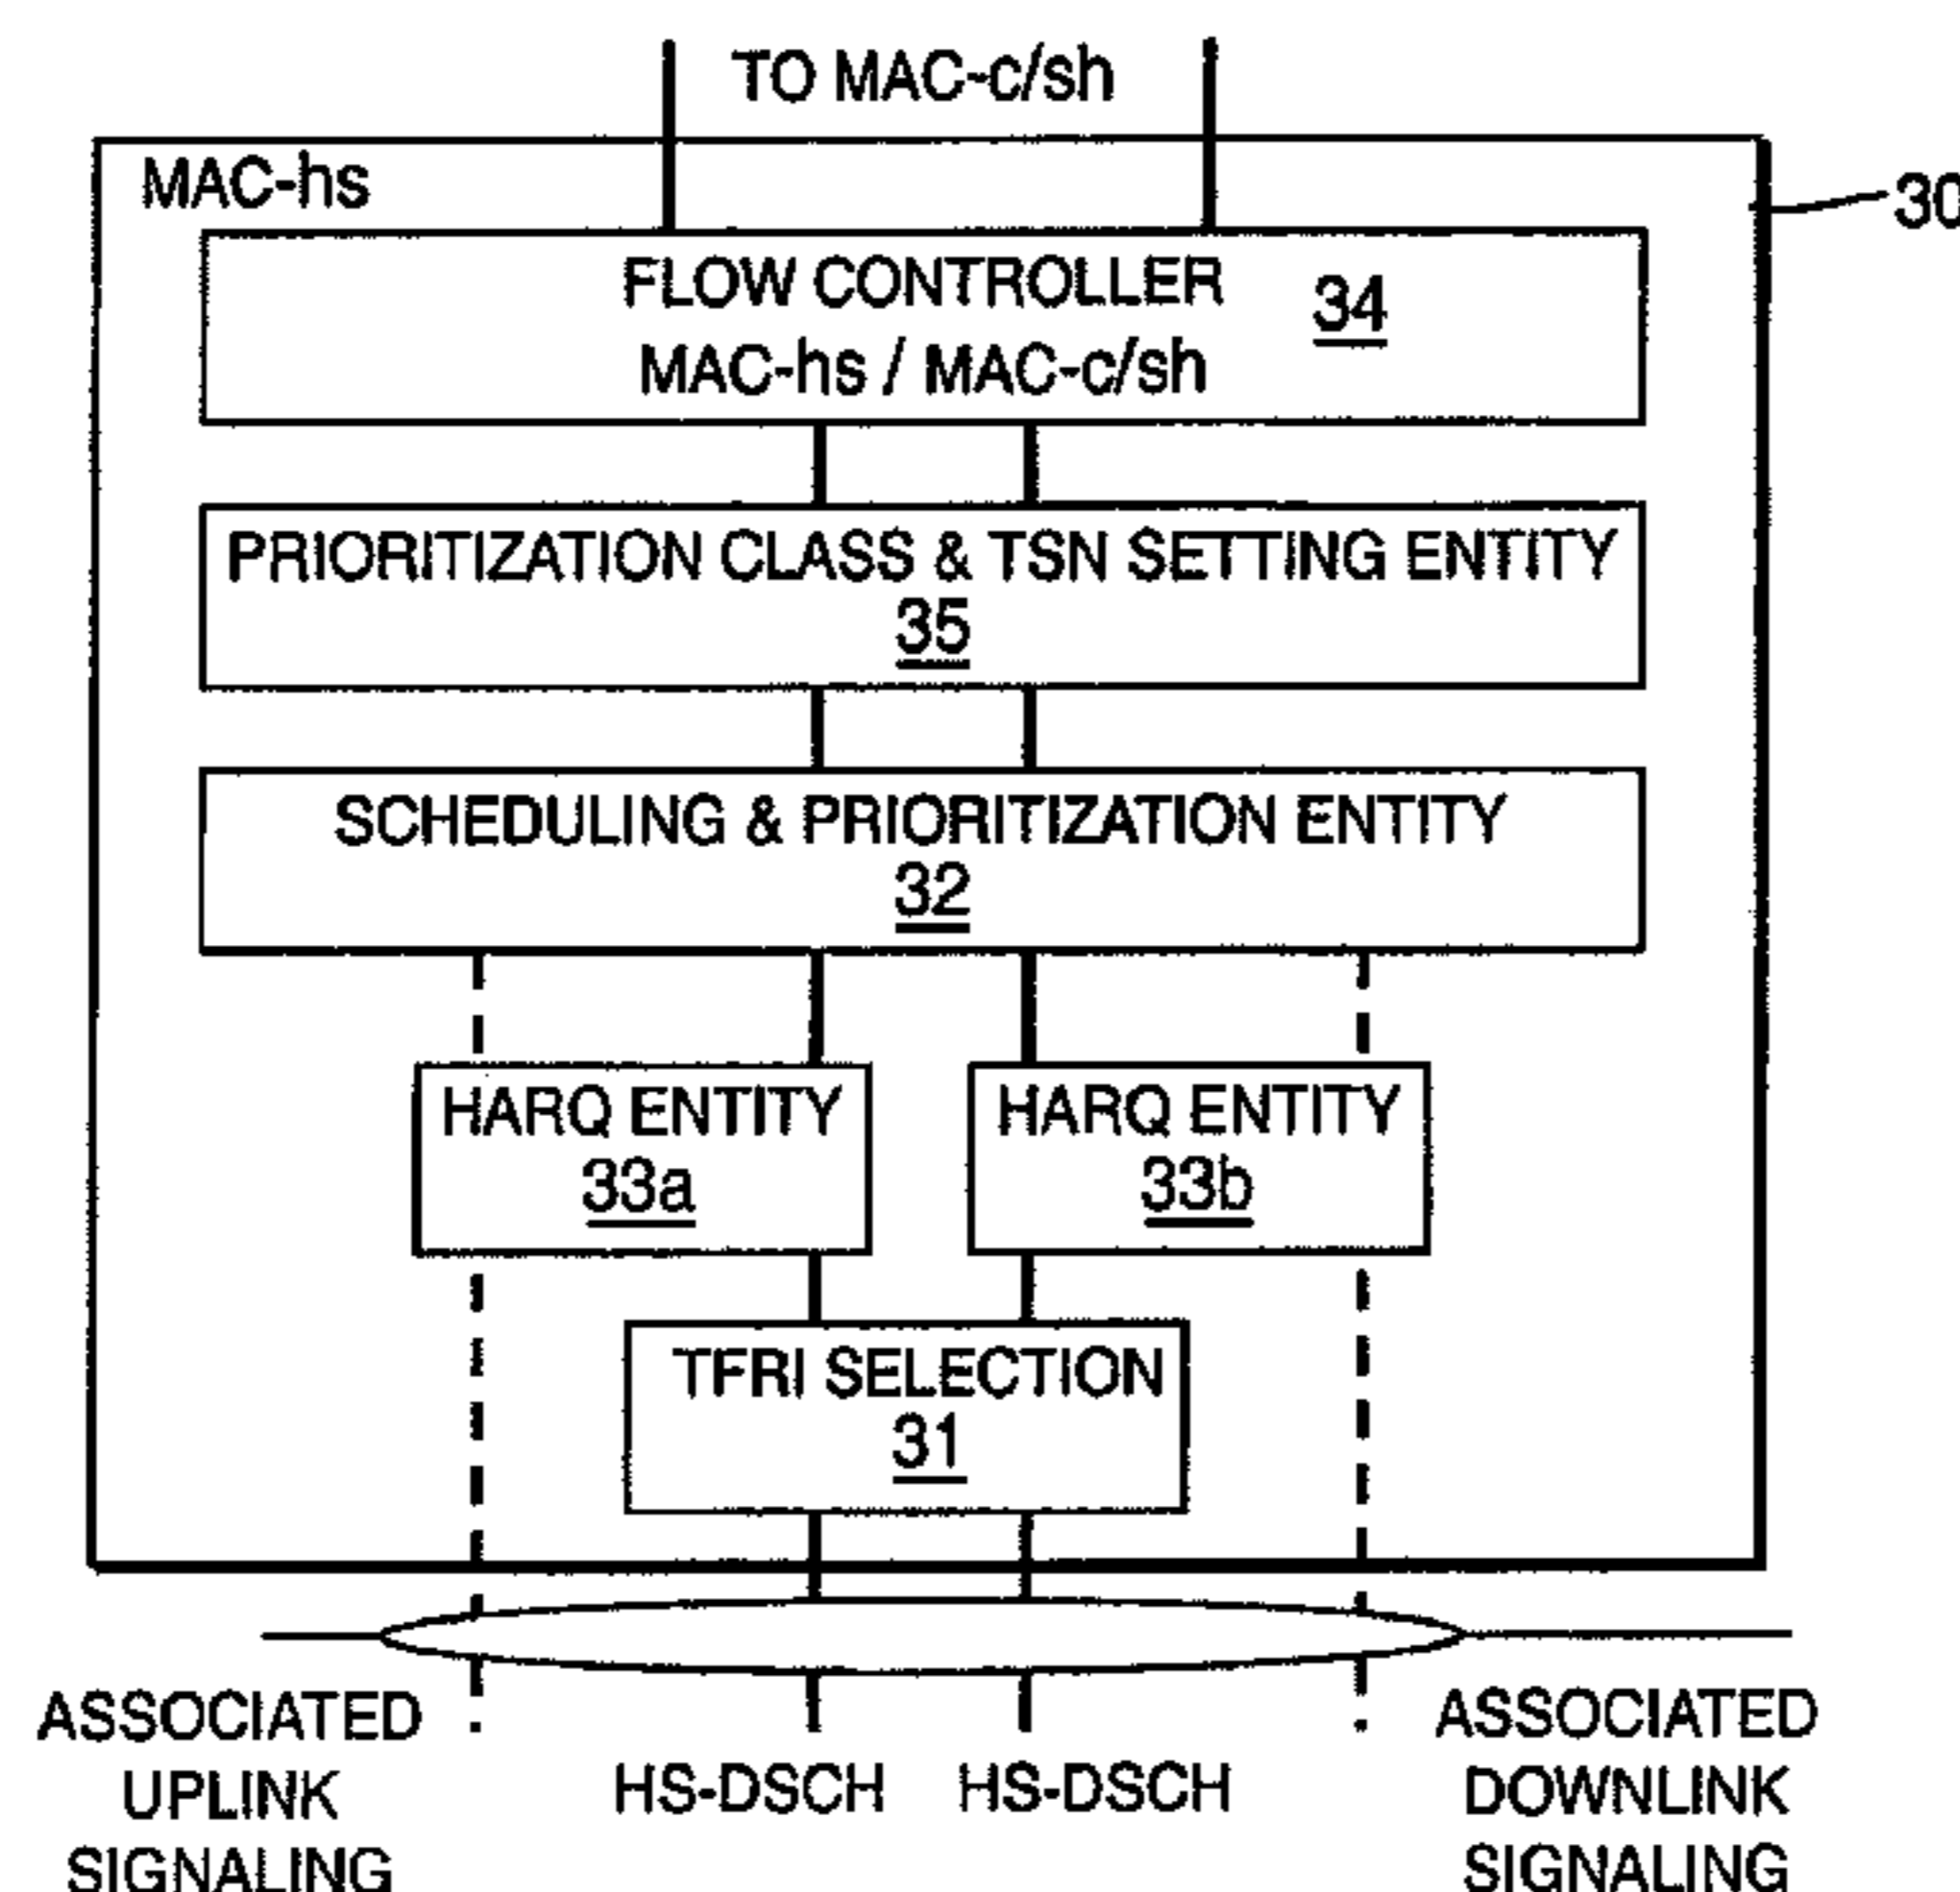 TO MAC-c/sh
MAC-hs
30
FLOW CONTROLLER
34
MAC-hs / MAC-c/sh
PRIORITIZATION CLASS & TSN SETTING ENTITY
35
SCHEDULING & PRIORITIZATION ENTITY
32
HARQ ENTITY
33a
HARQ ENTITY
33b
TFRI SELECTION
31
ASSOCIATED
UPLINK
SIGNALING
HS-DSCH
HS-DSCH
ASSOCIATED
DOWNLINK
SIGNALING